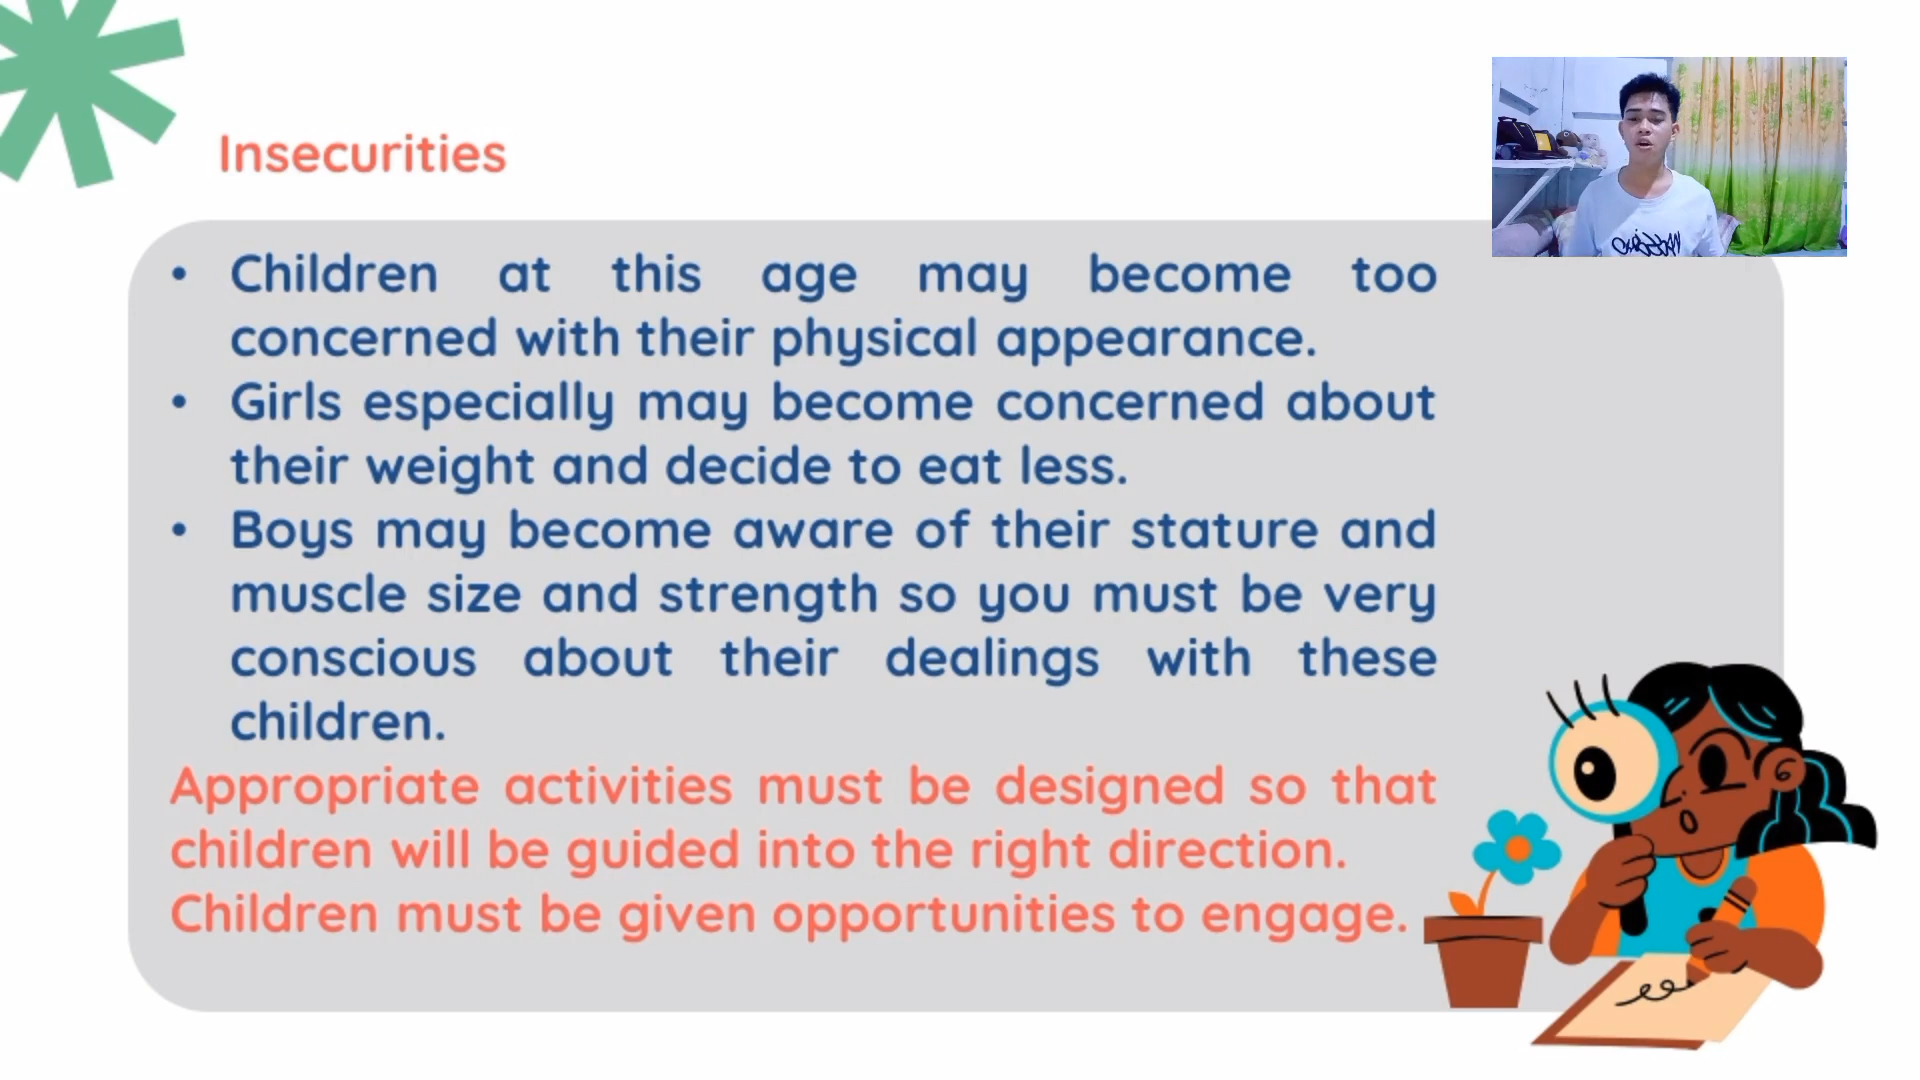 Insecurities
• Children at this age may become too
concerned with their physical appearance.
• Girls especially may become concerned about
their weight and decide to eat less.
• Boys may become aware of their stature and
muscle size and strength so you must be very
conscious about their dealings with these
children.
Appropriate activities must be designed so that
children will be guided into the right direction.
Children must be given opportunities to engage.